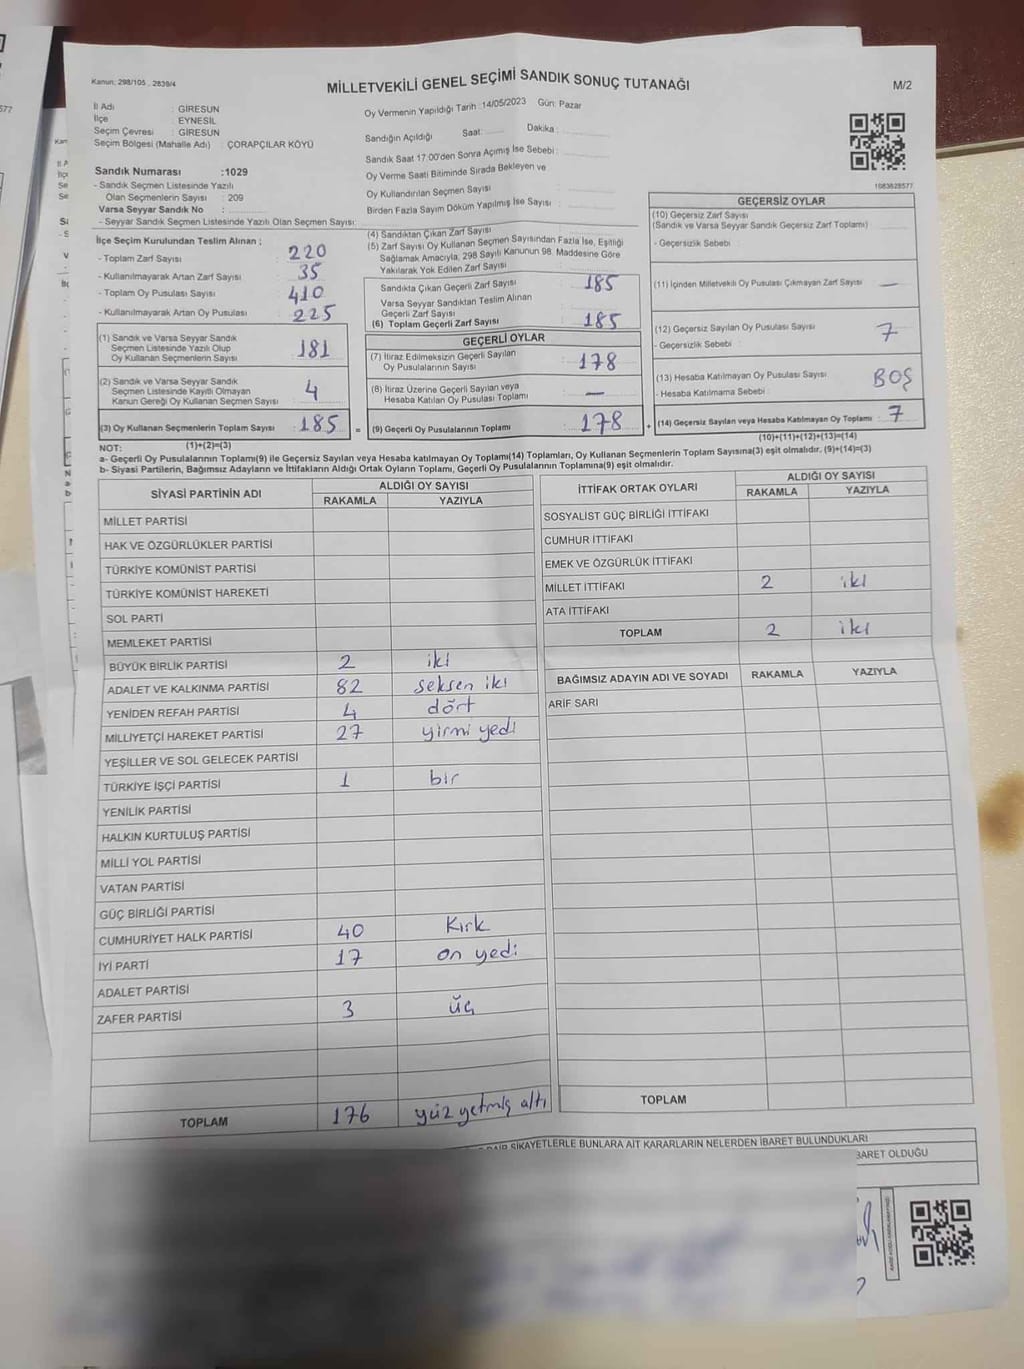 Kanun; 298/105 , 2839/4
MİLLETVEKİLİ GENEL SEÇİMİ SANDIK SONUÇ TUTANAĞI
M/2
İl Adı : GİRESUN
İlçe : EYNESİL
Seçim Çevresi : GİRESUN
Seçim Bölgesi (Mahalle Adı) : ÇORAPÇILAR KÖYÜ
Sandık Numarası :1029
- Sandık Seçmen Listesinde Yazılı
Olan Seçmenlerin Sayısı : 209
Varsa Seyyar Sandık No :
- Seyyar Sandık Seçmen Listesinde Yazılı Olan Seçmen Sayısı:
Oy Vermenin Yapıldığı Tarih :14/05/2023 Gün: Pazar
Sandığın Açıldığı Saat: Dakika :
Sandık Saat 17:00'den Sonra Açımış İse Sebebi :
Oy Verme Saati Bitiminde Sırada Bekleyen ve
Oy Kullandırılan Seçmen Sayısı
Birden Fazla Sayım Döküm Yapılmış İse Sayısı :
1083628577
İlçe Seçim Kurulundan Teslim Alınan ;
- Toplam Zarf Sayısı : 220
- Kullanılmayarak Artan Zarf Sayısı : 35
- Toplam Oy Pusulası Sayısı : 410
- Kullanılmayarak Artan Oy Pusulası : 225
(4) Sandıktan Çıkan Zarf Sayısı
(5) Zarf Sayısı Oy Kullanan Seçmen Sayısından Fazla İse, Eşitliği
Sağlamak Amacıyla, 298 Sayılı Kanunun 98. Maddesine Göre
Yakılarak Yok Edilen Zarf Sayısı
Sandıkta Çıkan Geçerli Zarf Sayısı : 185
Varsa Seyyar Sandıktan Teslim Alınan
Geçerli Zarf Sayısı
(6) Toplam Geçerli Zarf Sayısı : 185
GEÇERSİZ OYLAR
(10) Geçersiz Zarf Sayısı
(Sandık ve Varsa Seyyar Sandık Geçersiz Zarf Toplamı)
- Geçersizlik Sebebi :
(11) İçinden Milletvekili Oy Pusulası Çıkmayan Zarf Sayısı —
(12) Geçersiz Sayılan Oy Pusulası Sayısı : 7
- Geçersizlik Sebebi :
(13) Hesaba Katılmayan Oy Pusulası Sayısı : BOŞ
- Hesaba Katılmama Sebebi :
(14) Geçersiz Sayılan veya Hesaba Katılmayan Oy Toplamı : 7
(10)+(11)+(12)+(13)=(14)
(1) Sandık ve Varsa Seyyar Sandık
Seçmen Listesinde Yazılı Olup
Oy Kullanan Seçmenlerin Sayısı : 181
(2) Sandık ve Varsa Seyyar Sandık
Seçmen Listesinde Kayıtlı Olmayan
Kanun Gereği Oy Kullanan Seçmen Sayısı : 4
(3) Oy Kullanan Seçmenlerin Toplam Sayısı : 185 =
GEÇERLİ OYLAR
(7) İtiraz Edilmeksizin Geçerli Sayılan
Oy Pusulalarının Sayısı : 178
(8) İtiraz Üzerine Geçerli Sayılan veya
Hesaba Katılan Oy Pusulası Toplamı : —
(9) Geçerli Oy Pusulalarının Toplamı : 178 +
NOT: (1)+(2)=(3)
a- Geçerli Oy Pusulalarının Toplamı(9) ile Geçersiz Sayılan veya Hesaba katılmayan Oy Toplamı(14) Toplamları, Oy Kullanan Seçmenlerin Toplam Sayısına(3) eşit olmalıdır. (9)+(14)=(3)
b- Siyasi Partilerin, Bağımsız Adayların ve İttifakların Aldığı Ortak Oyların Toplamı, Geçerli Oy Pusulalarının Toplamına(9) eşit olmalıdır.
SİYASİ PARTİNİN ADI ALDIĞI OY SAYISI
RAKAMLA YAZIYLA
MİLLET PARTİSİ
HAK VE ÖZGÜRLÜKLER PARTİSİ
TÜRKİYE KOMÜNİST PARTİSİ
TÜRKİYE KOMÜNİST HAREKETİ
SOL PARTİ
MEMLEKET PARTİSİ
BÜYÜK BİRLİK PARTİSİ 2 iki
ADALET VE KALKINMA PARTİSİ 82 seksen iki
YENİDEN REFAH PARTİSİ 4 dört
MİLLİYETÇİ HAREKET PARTİSİ 27 yirmi yedi
YEŞİLLER VE SOL GELECEK PARTİSİ
TÜRKİYE İŞÇİ PARTİSİ 1 bir
YENİLİK PARTİSİ
HALKIN KURTULUŞ PARTİSİ
MİLLİ YOL PARTİSİ
VATAN PARTİSİ
GÜÇ BİRLİĞİ PARTİSİ
CUMHURİYET HALK PARTİSİ 40 Kırk
İYİ PARTİ 17 on yedi
ADALET PARTİSİ
ZAFER PARTİSİ 3 üç
TOPLAM 176 yüz yetmiş altı
İTTİFAK ORTAK OYLARI ALDIĞI OY SAYISI
RAKAMLA YAZIYLA
SOSYALİST GÜÇ BİRLİĞİ İTTİFAKI
CUMHUR İTTİFAKI
EMEK VE ÖZGÜRLÜK İTTİFAKI
MİLLET İTTİFAKI 2 iki
ATA İTTİFAKI
TOPLAM 2 iki
BAĞIMSIZ ADAYIN ADI VE SOYADI RAKAMLA YAZIYLA
ARİF SARI
TOPLAM
ŞİKAYETLERLE BUNLARA AİT KARARLARIN NELERDEN İBARET BULUNDUKLARI
BARET OLDUĞU